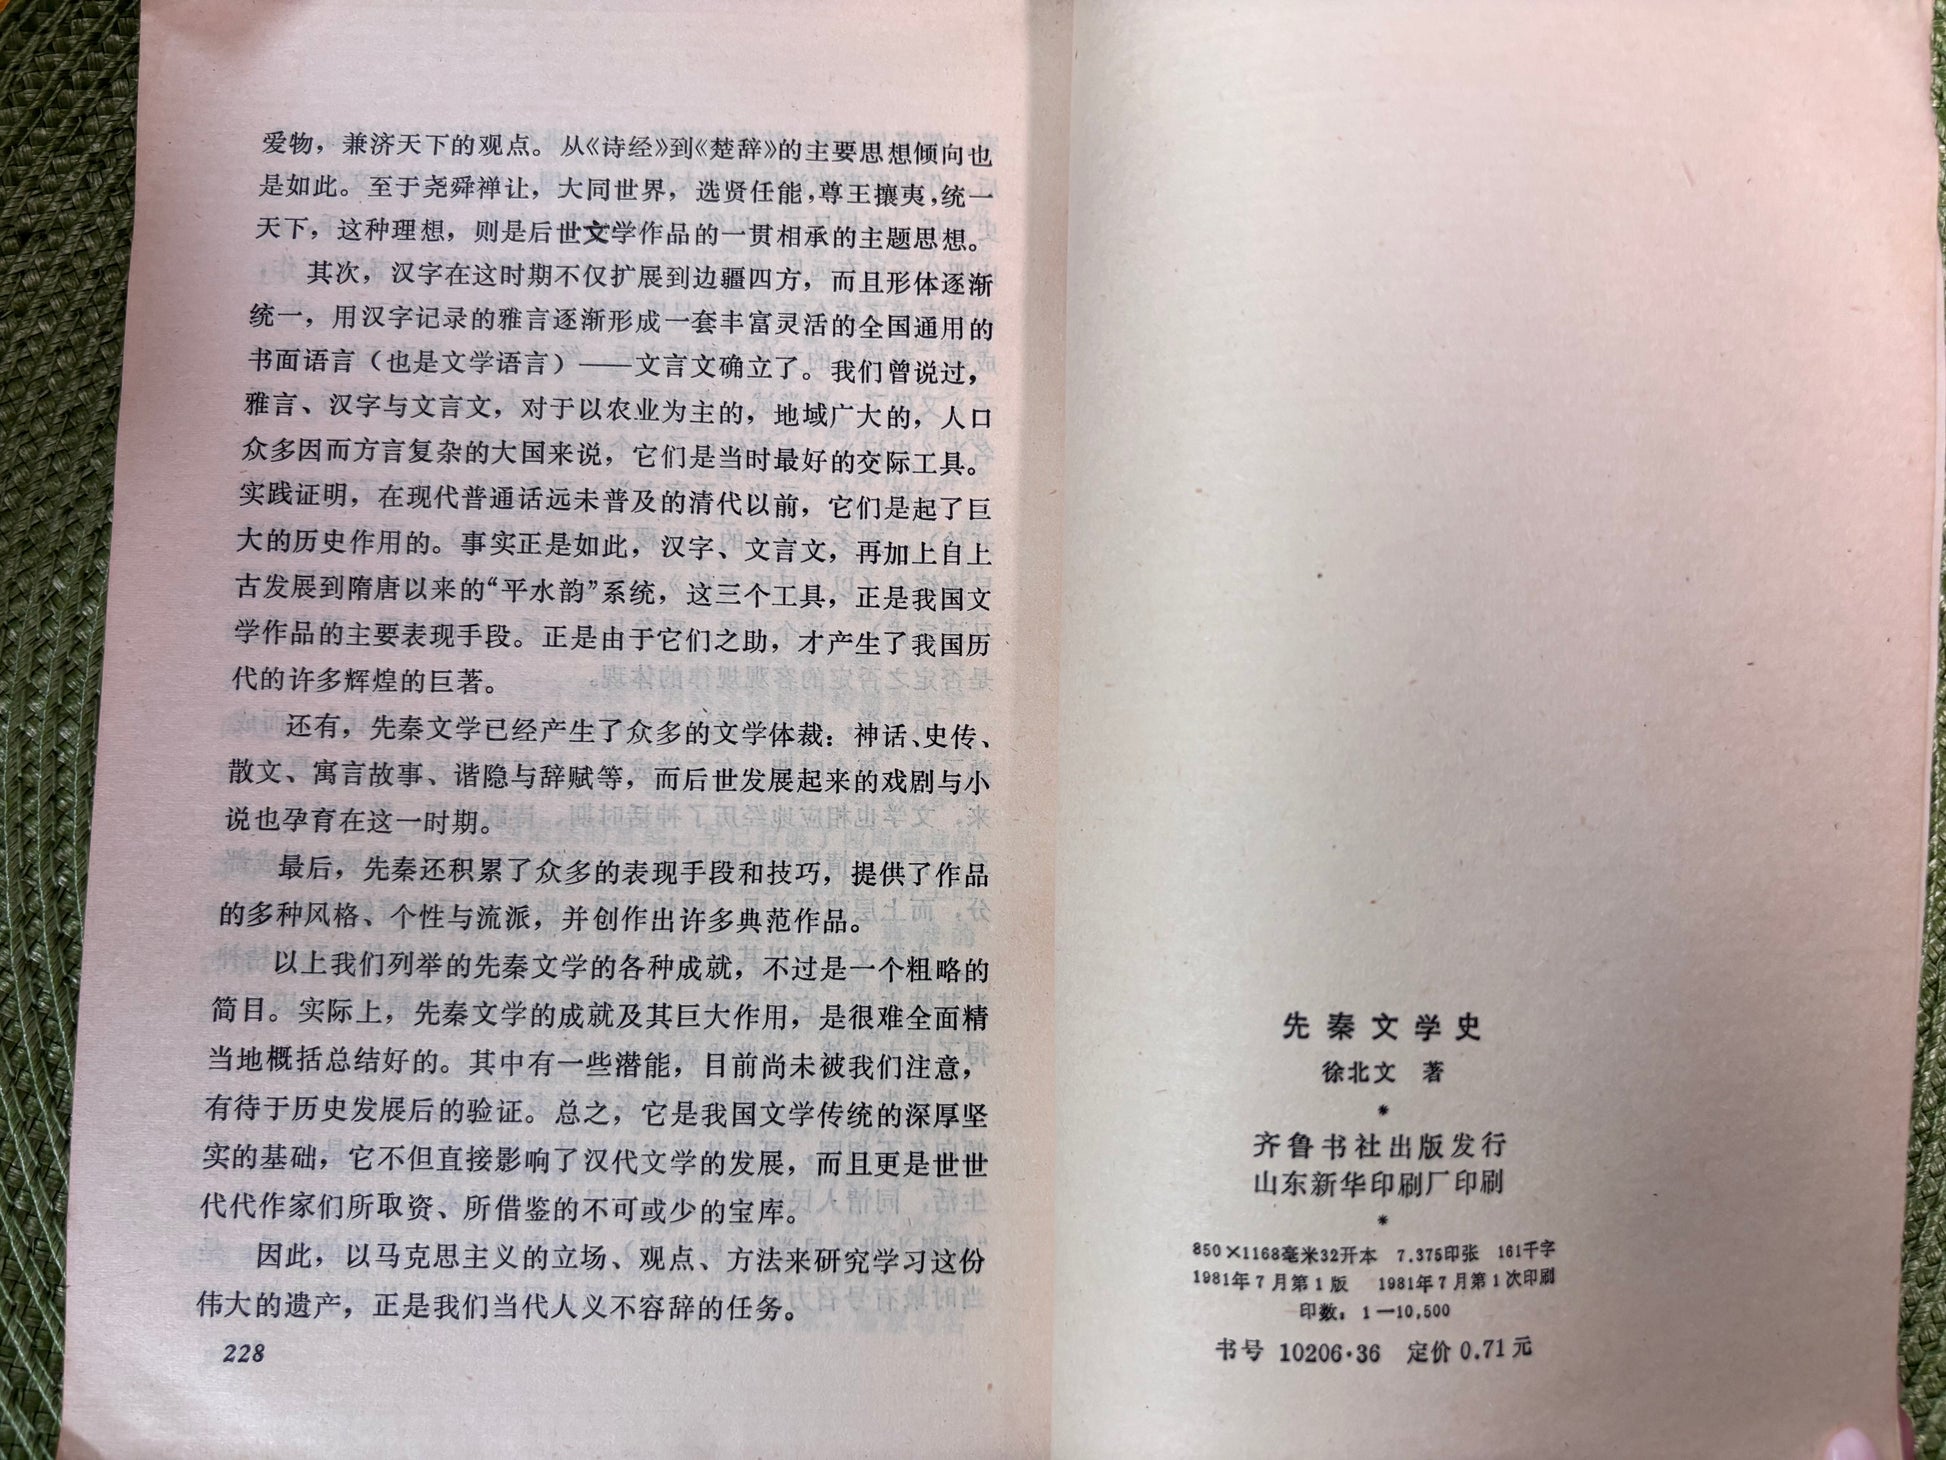 爱物，兼济天下的观点。从《诗经》到《楚辞》的主要思想倾向也
是如此。至于尧舜禅让，大同世界，选贤任能，尊王攘夷，统一
天下，这种理想，则是后世文学作品的一贯相承的主题思想。
其次，汉字在这时期不仅扩展到边疆四方，而且形体逐渐
统一，用汉字记录的雅言逐渐形成一套丰富灵活的全国通用的
书面语言（也是文学语言）——文言文确立了。我们曾说过，
雅言、汉字与文言文，对于以农业为主的，地域广大的，人口
众多因而方言复杂的大国来说，它们是当时最好的交际工具。
实践证明，在现代普通话远未普及的清代以前，它们是起了巨
大的历史作用的。事实正是如此，汉字、文言文，再加上自上
古发展到隋唐以来的“平水韵”系统，这三个工具，正是我国文
学作品的主要表现手段。正是由于它们之助，才产生了我国历
代的许多辉煌的巨著。
还有，先秦文学已经产生了众多的文学体裁：神话、史传、
散文、寓言故事、谐隐与辞赋等，而后世发展起来的戏剧与小
说也孕育在这一时期。
最后，先秦还积累了众多的表现手段和技巧，提供了作品
的多种风格、个性与流派，并创作出许多典范作品。
以上我们列举的先秦文学的各种成就，不过是一个粗略的
简目。实际上，先秦文学的成就及其巨大作用，是很难全面精
当地概括总结好的。其中有一些潜能，目前尚未被我们注意，
有待于历史发展后的验证。总之，它是我国文学传统的深厚坚
实的基础，它不但直接影响了汉代文学的发展，而且更是世世
代代作家们所取资、所借鉴的不可或少的宝库。
因此，以马克思主义的立场、观点、方法来研究学习这份
伟大的遗产，正是我们当代人义不容辞的任务。
228
先秦文学史
徐北文 著
*
齐鲁书社出版发行
山东新华印刷厂印刷
*
850×1168毫米32开本 7.375印张 161千字
1981年7月第1版 1981年7月第1次印刷
印数：1—10,500
书号 10206·36 定价 0.71元